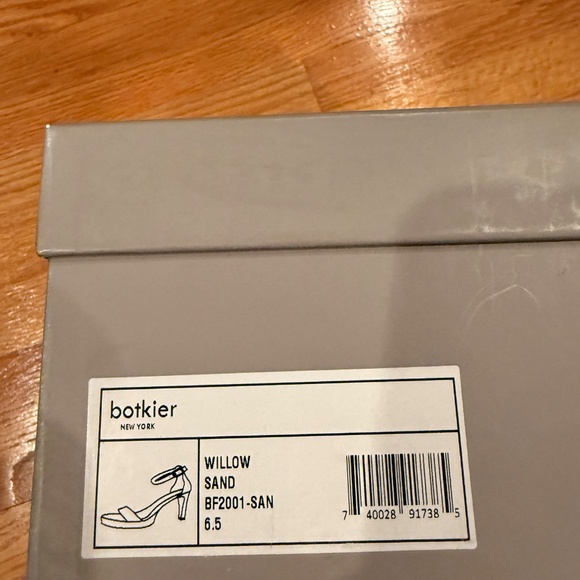 botkier
NEW YORK
WILLOW
SAND
BF2001-SAN
6.5
7 40028 91738 5